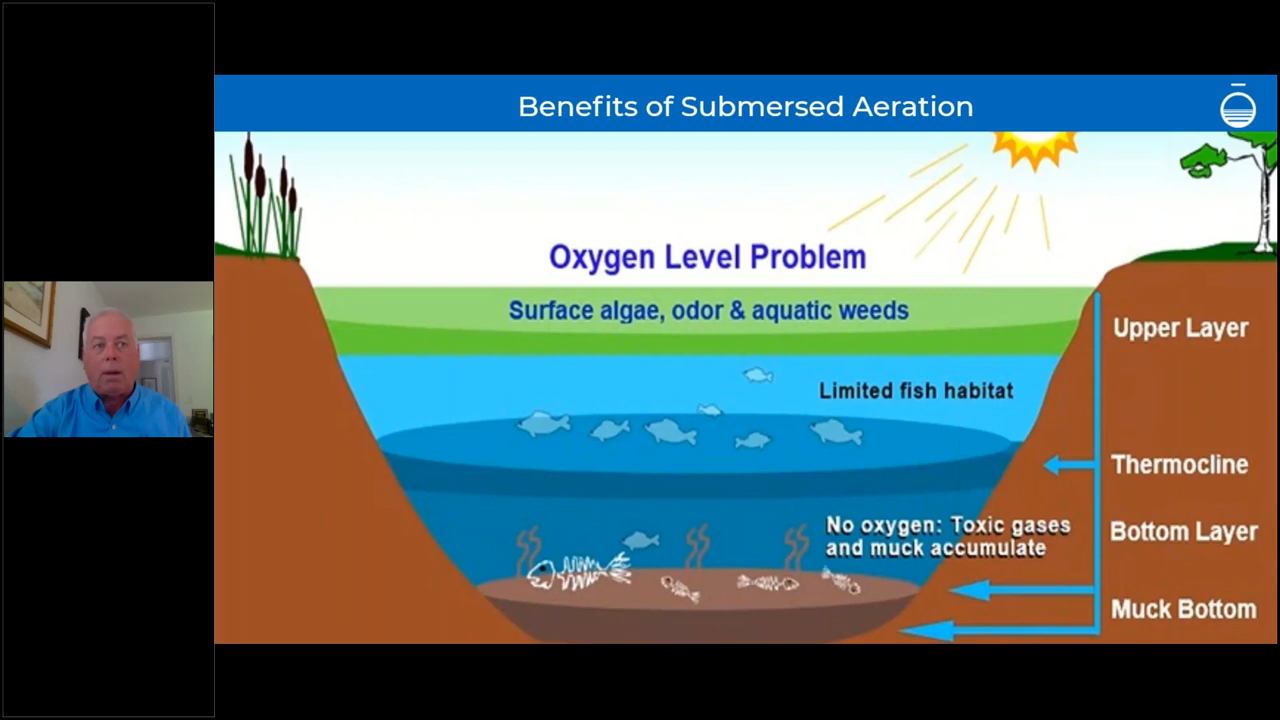 Benefits of Submersed Aeration
Oxygen Level Problem
Surface algae, odor & aquatic weeds
Upper Layer
Limited fish habitat
Thermocline
No oxygen: Toxic gases
and muck accumulate
Bottom Layer
Muck Bottom